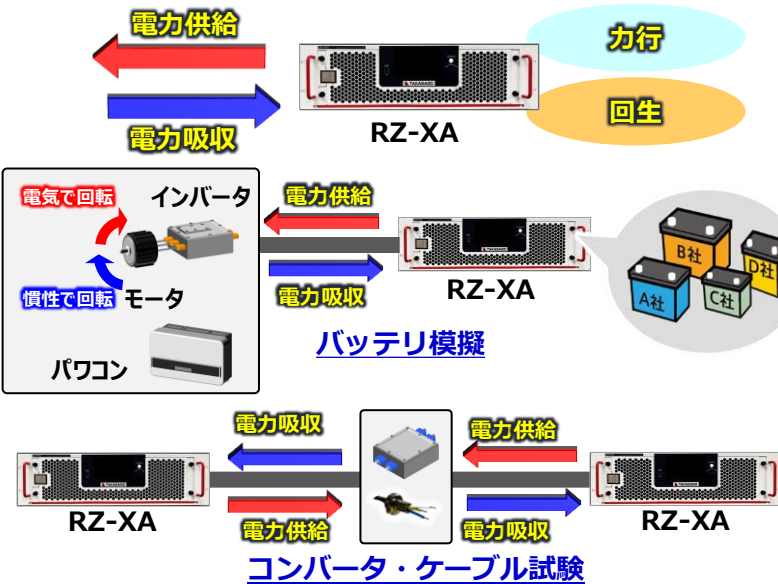 電力供給
力行
TAKASAGO
電力吸収
回生
RZ-XA
電気で回転
インバータ
電力供給
TAKASAGO
慣性で回転
モータ
電力吸収
RZ-XA
B社
D社
A社
C社
パワコン
バッテリ模擬
電力吸収
電力供給
RZ-XA
電力供給
電力吸収
RZ-XA
コンバータ・ケーブル試験